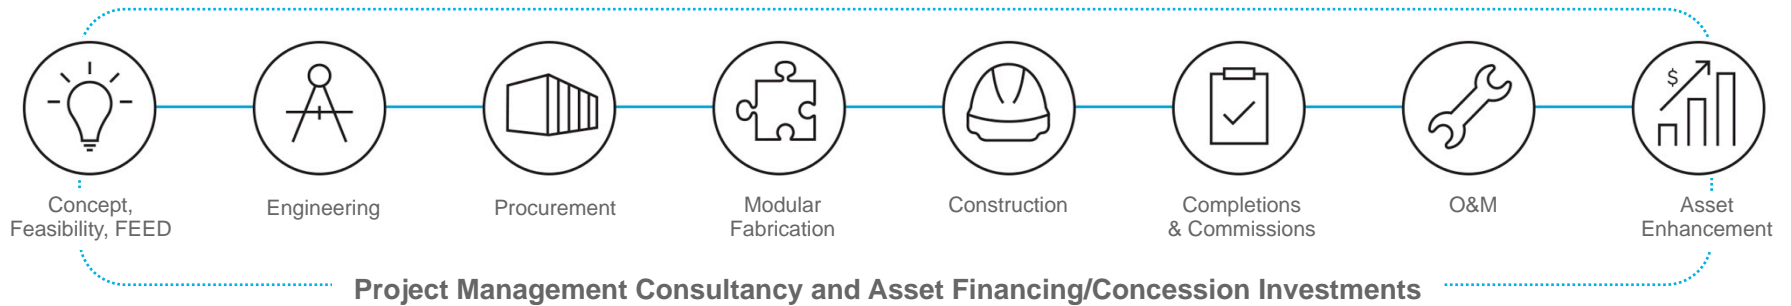 $
Concept,
Feasibility, FEED
Engineering
Procurement
Modular
Fabrication
Construction
Completions
& Commissions
O&M
Asset
Enhancement
Project Management Consultancy and Asset Financing/Concession Investments